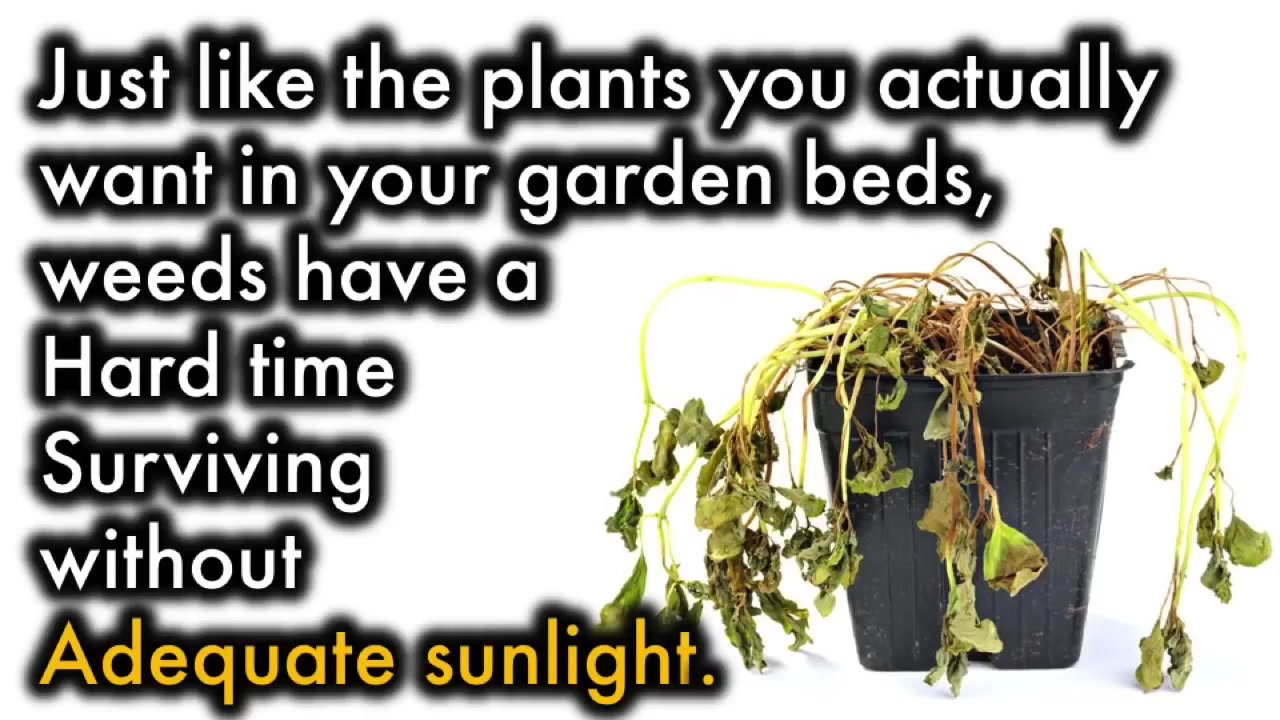 Just like the plants you actually
want in your garden beds,
weeds have a
Hard time
Surviving
without
Adequate sunlight.